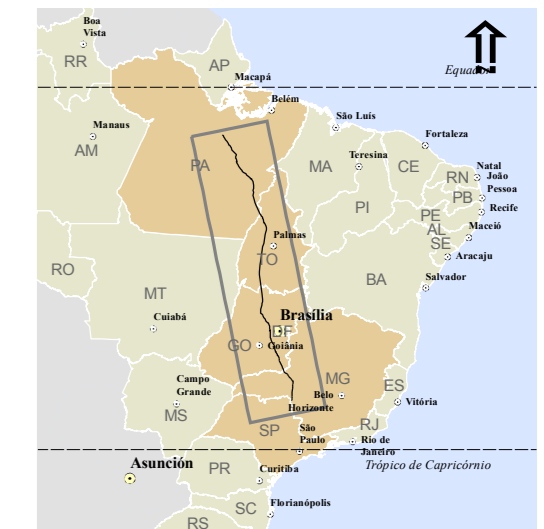 Boa
Vista
RR
AP
Equador
Macapá
Belém
Manaus
AM
São Luís
Fortaleza
PA
MA
Teresina
CE
Natal
RN
João
Pessoa
PB
PI
PE
Recife
AL
Maceió
SE
Aracaju
Palmas
TO
RO
MT
BA
Salvador
Cuiabá
Brasília
DF
GO
Goiânia
Campo
Grande
MS
MG
Belo
Horizonte
ES
Vitória
SP
São
Paulo
RJ
Rio de
Janeiro
Trópico de Capricórnio
Asunción
PR
Curitiba
SC
Florianópolis
RS